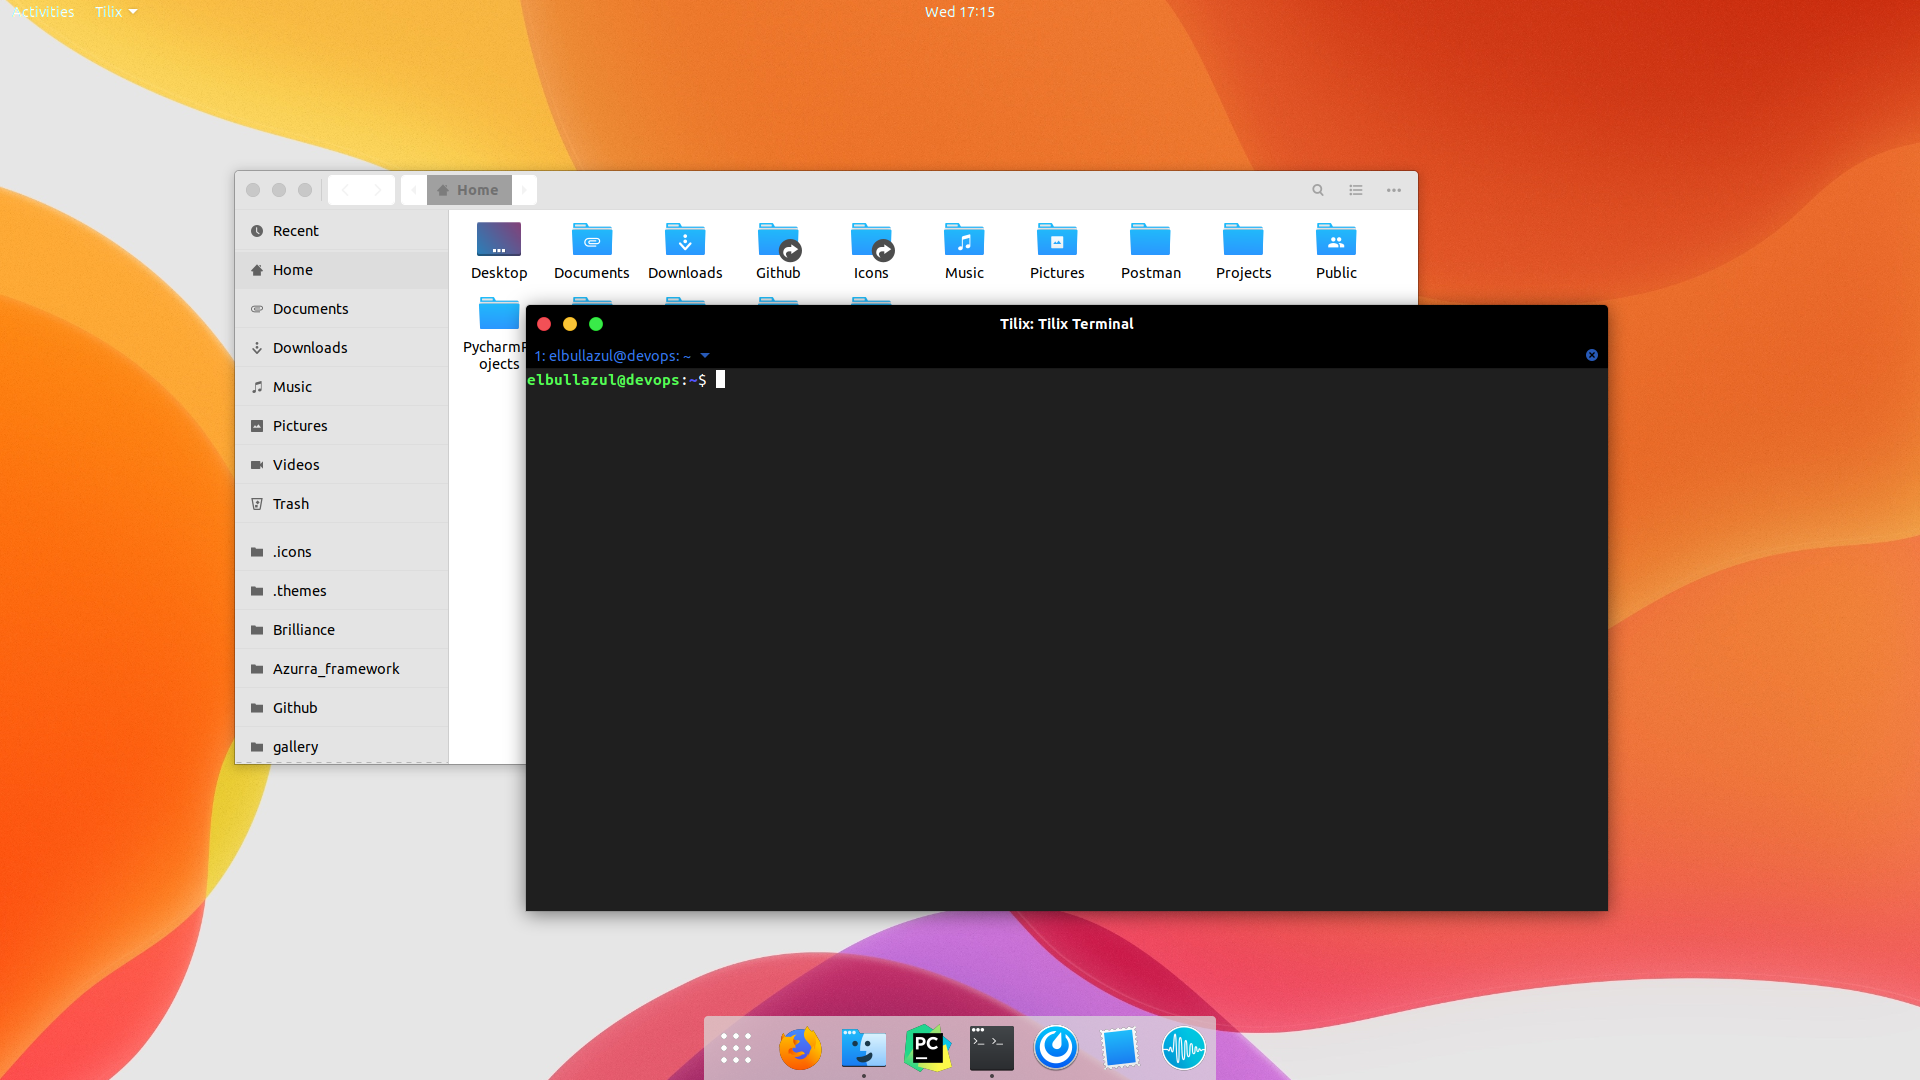 Activities Tilix
Wed 17:15
Home
Recent
Home
Documents
Downloads
Music
Pictures
Videos
Trash
.icons
.themes
Brilliance
Azurra_framework
Github
gallery
Desktop Documents Downloads Github Icons Music Pictures Postman Projects Public
ojects
Tilix: Tilix Terminal
1: elbullazul@devops: ~
elbullazul@devops:~$
PC
>_ >_